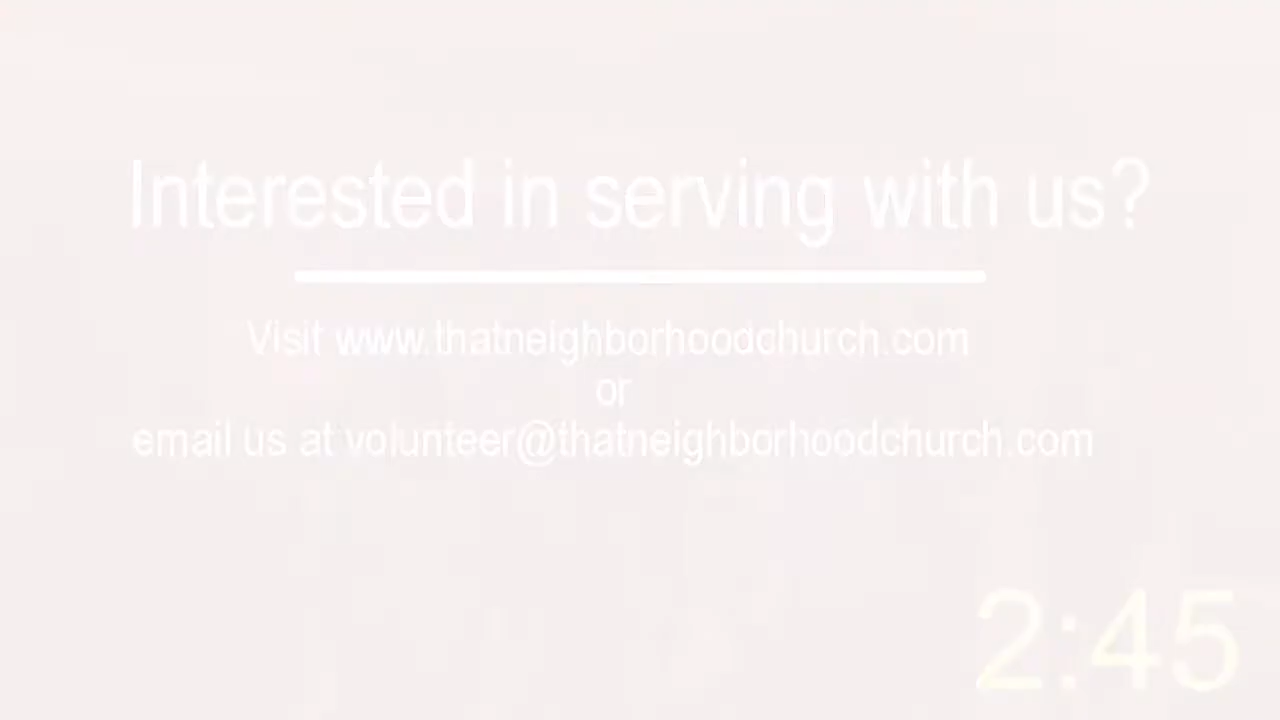 Interested in serving with us?
Visit www.thatneighborhoodchurch.com
or
email us at volunteer@thatneighborhoodchurch.com
2:45